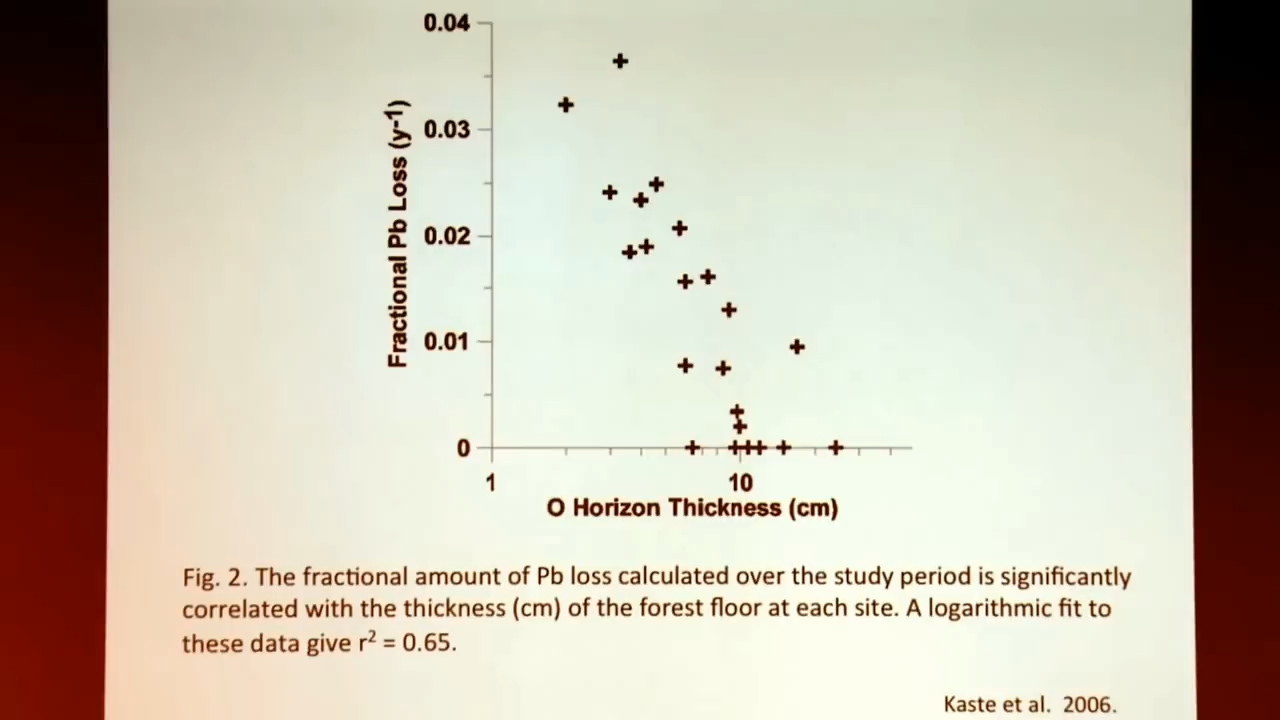 0.04
0.03
0.02
0.01
0
Fractional Pb Loss (y-1)
1 10
O Horizon Thickness (cm)
Fig. 2. The fractional amount of Pb loss calculated over the study period is significantly
correlated with the thickness (cm) of the forest floor at each site. A logarithmic fit to
these data give r2 = 0.65.
Kaste et al. 2006.